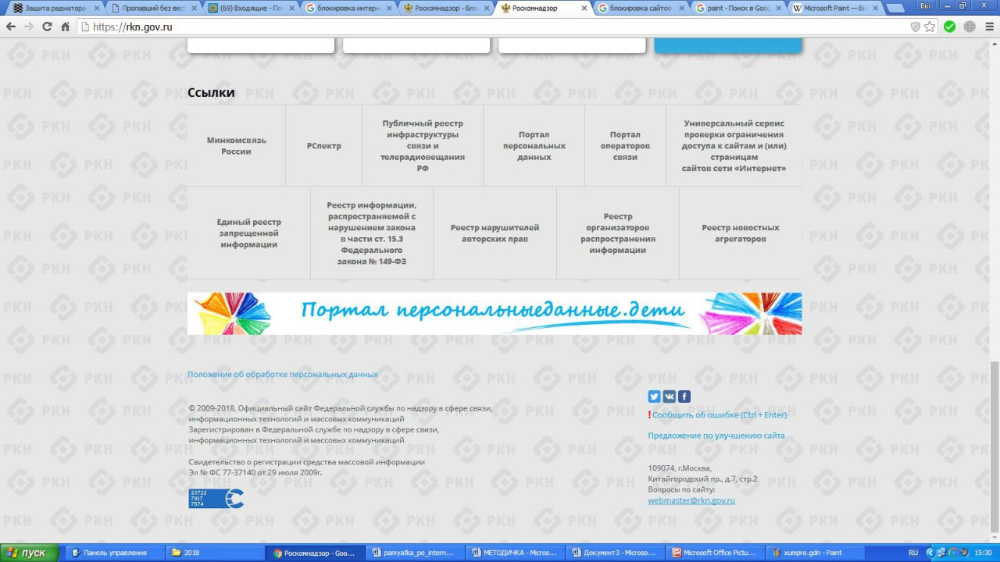 Защита радиатора
Пропавший без вест
(69) Входящие - По
блокировка интерн
Роскомнадзор - Бло
Роскомнадзор
блокировка сайтов
paint - Поиск в Goog
Microsoft Paint — Ви
Вы
https://rkn.gov.ru
Ссылки
Минкомсвязь
России
РСпектр
Публичный реестр
инфраструктуры
связи и
телерадиовещания
РФ
Портал
персональных
данных
Портал
операторов
связи
Универсальный сервис
проверки ограничения
доступа к сайтам и (или)
страницам
сайтов сети «Интернет»
Единый реестр
запрещенной
информации
Реестр информации,
распространяемой с
нарушением закона
в части ст. 15.3
Федерального
закона № 149-ФЗ
Реестр нарушителей
авторских прав
Реестр
организаторов
распространения
информации
Реестр новостных
агрегаторов
Портал персональныеданные.дети
Положение об обработке персональных данных
© 2009-2018, Официальный сайт Федеральной службы по надзору в сфере связи,
информационных технологий и массовых коммуникаций
Зарегистрирован в Федеральной службе по надзору в сфере связи,
информационных технологий и массовых коммуникаций
Свидетельство о регистрации средства массовой информации
Эл № ФС 77-37140 от 29 июля 2009г.
23722
7917
7574
! Сообщить об ошибке (Ctrl + Enter)
Предложение по улучшению сайта
109074, г.Москва,
Китайгородский пр., д.7, стр.2
Вопросы по сайту:
webmaster@rkn.gov.ru
РКН
пуск
Панель управления
2018
Роскомнадзор - Goo...
pamyatka_po_intern...
МЕТОДИЧКА - Micros...
Документ3 - Microso...
Microsoft Office Pictu...
xumpro.gdn - Paint
RU
15:30